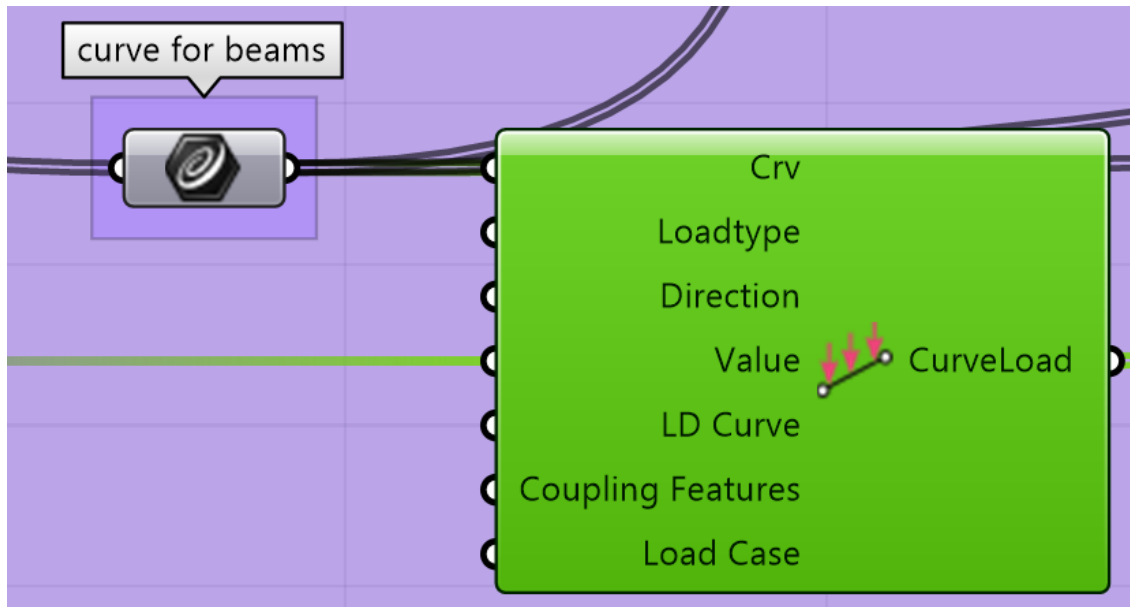 curve for beams
Crv
Loadtype
Direction
Value
CurveLoad
LD Curve
Coupling Features
Load Case